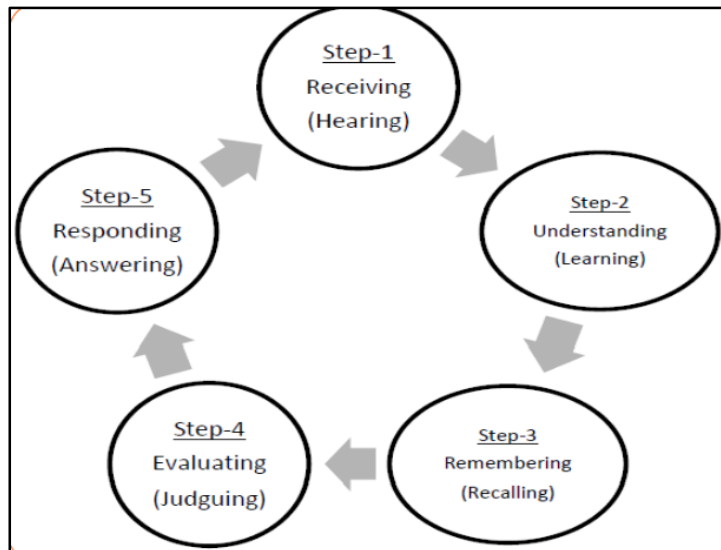 Step-1
Receiving
(Hearing)
Step-2
Understanding
(Learning)
Step-3
Remembering
(Recalling)
Step-4
Evaluating
(Judguing)
Step-5
Responding
(Answering)